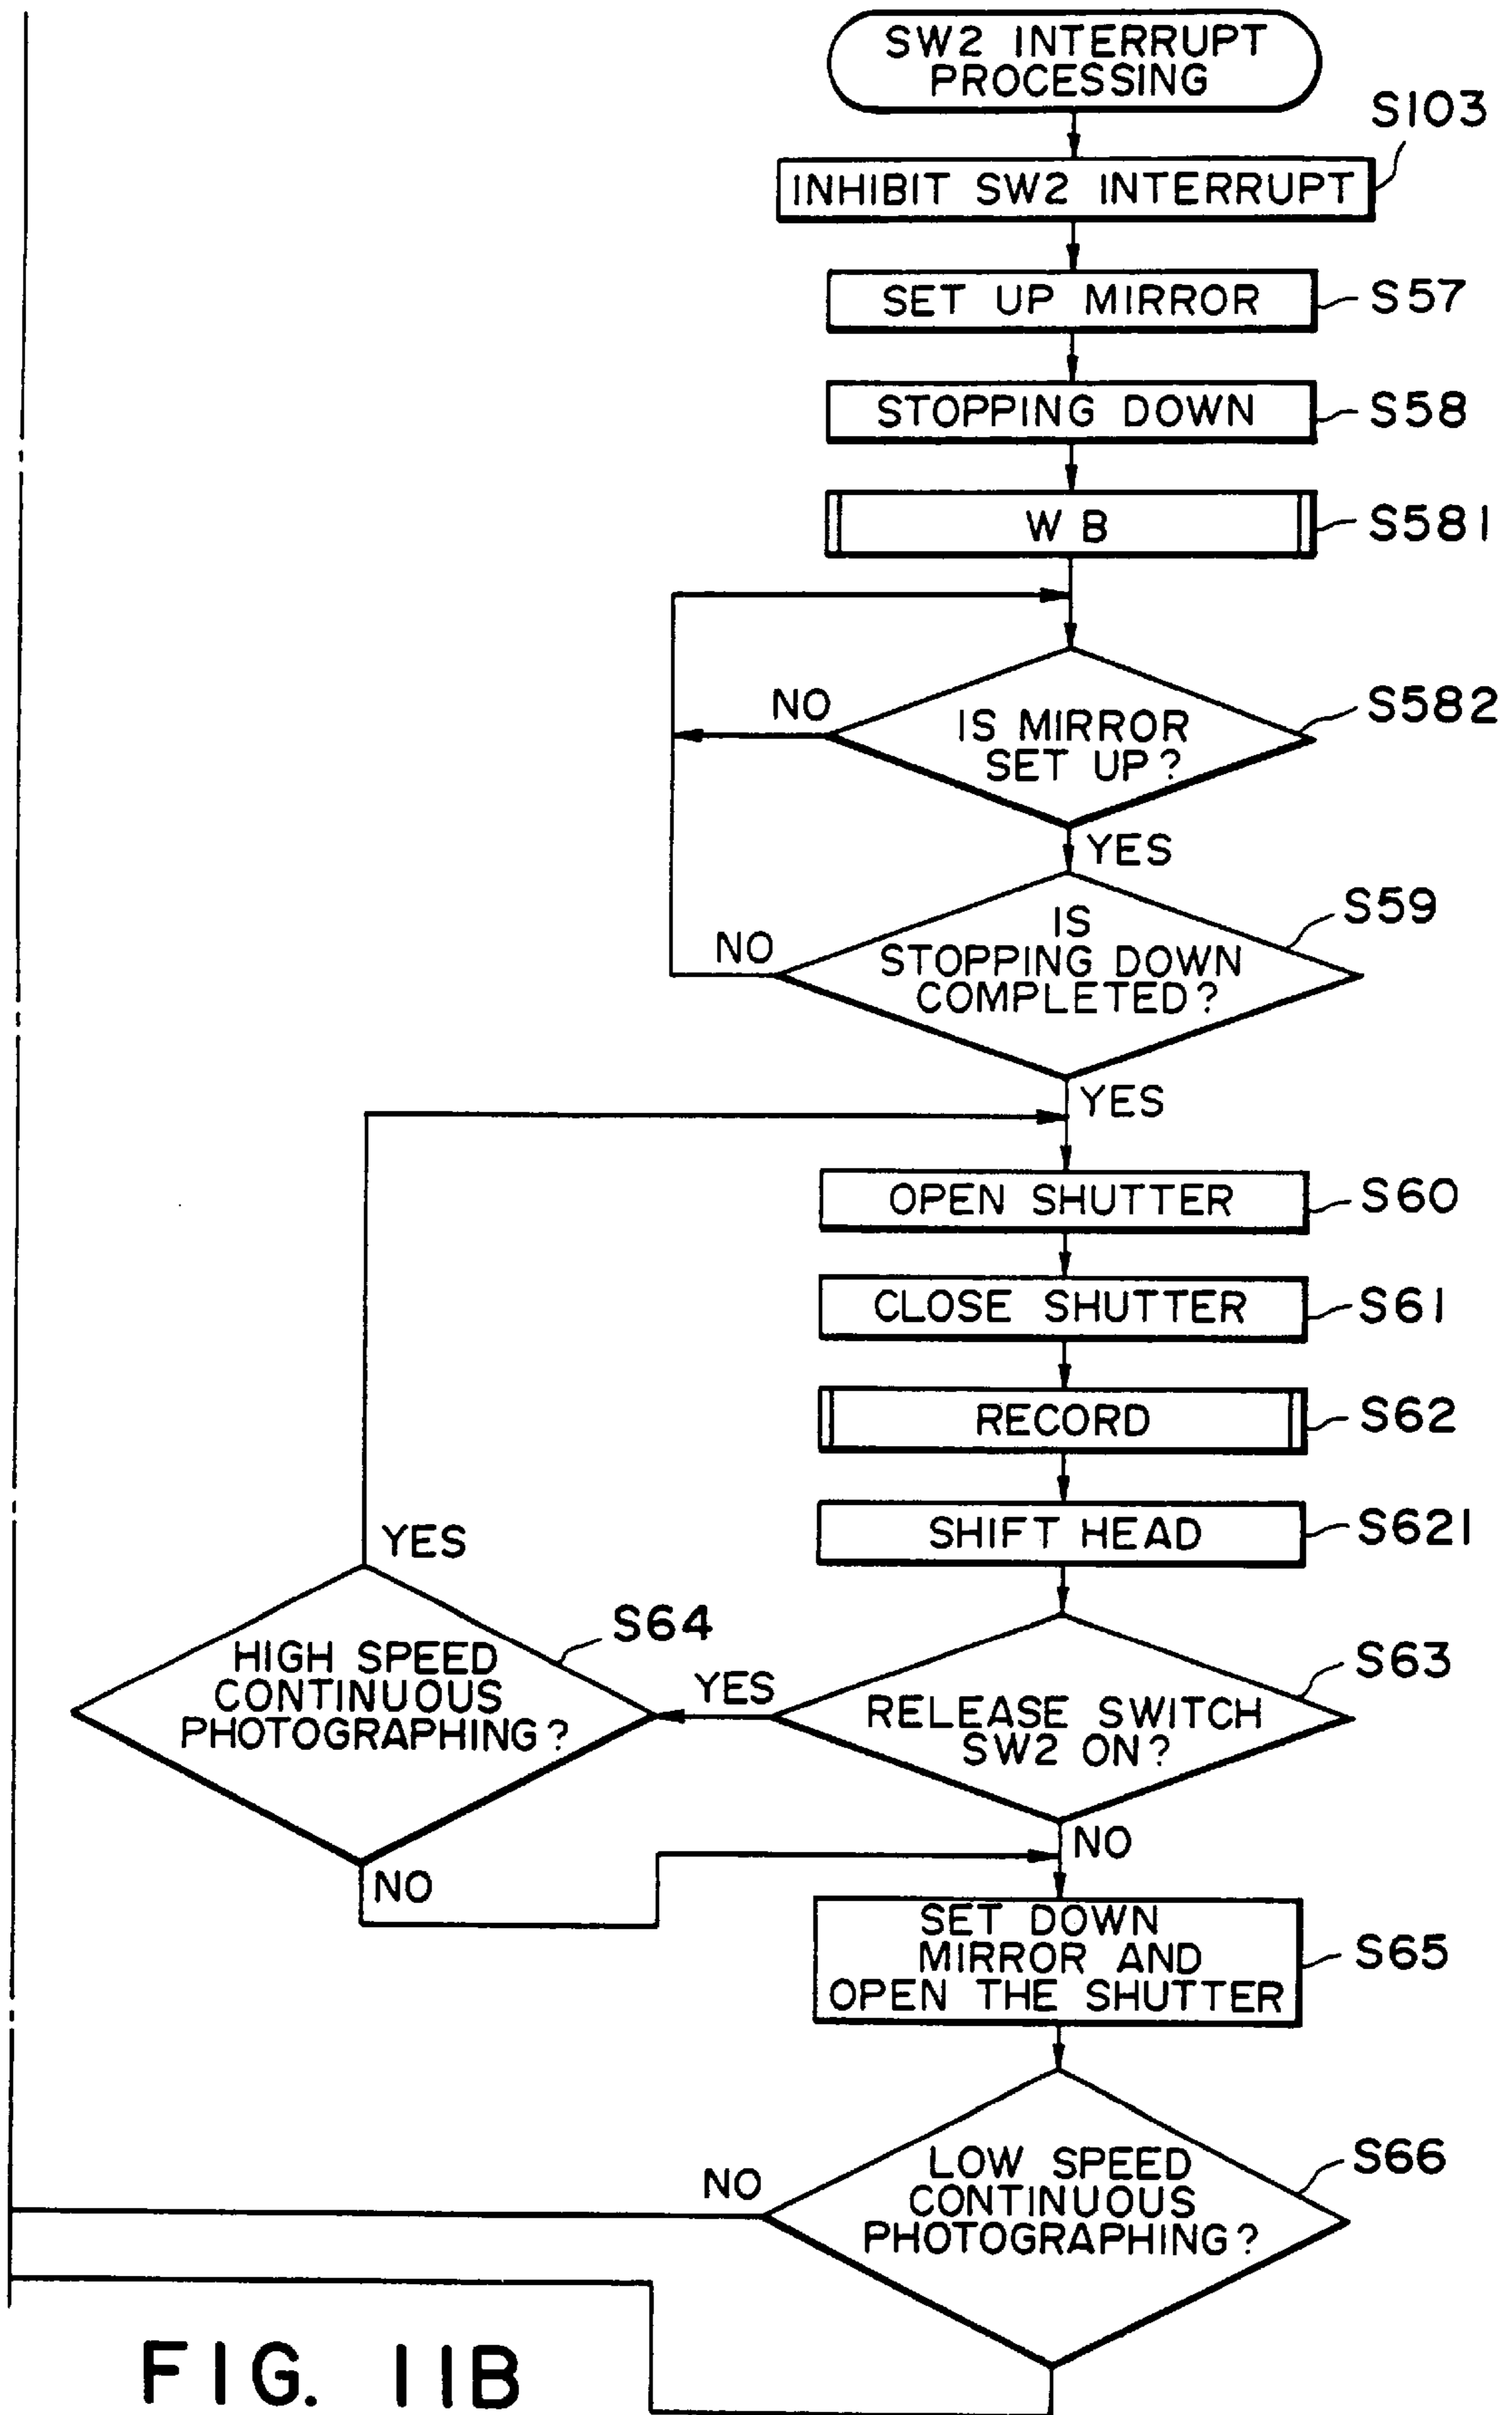 SW2 INTERRUPT
PROCESSING
S103
INHIBIT SW2 INTERRUPT
SET UP MIRROR
S57
STOPPING DOWN
S58
W B
S581
NO
IS MIRROR
SET UP?
S582
YES
S59
NO
IS
STOPPING DOWN
COMPLETED?
YES
OPEN SHUTTER
S60
CLOSE SHUTTER
S61
RECORD
S62
SHIFT HEAD
S621
YES
S64
HIGH SPEED
CONTINUOUS
PHOTOGRAPHING?
YES
S63
RELEASE SWITCH
SW2 ON?
NO
NO
SET DOWN
MIRROR AND
OPEN THE SHUTTER
S65
NO
LOW SPEED
CONTINUOUS
PHOTOGRAPHING?
S66
FIG. 11B